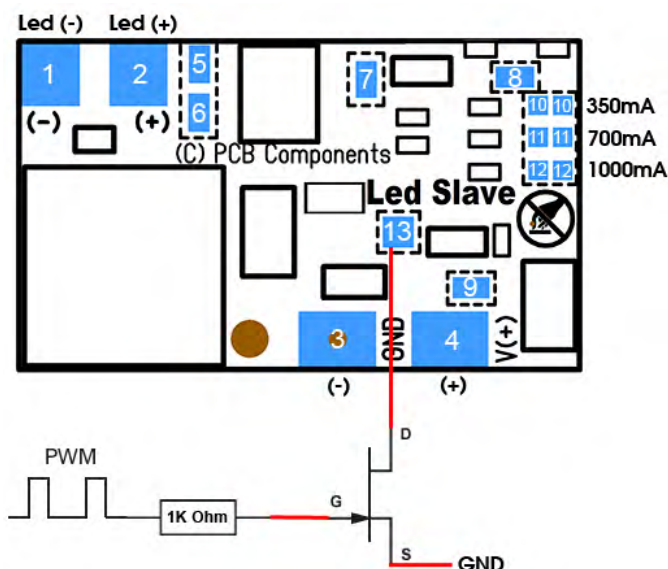 Led (-) Led (+)
1 2 5 7 8
6
10 10 350mA
11 11 700mA
12 12 1000mA
(-) (+)
(C) PCB Components
Led Slave
13
9
3 GND 4 V(+)
(-) (+)
D
PWM
G
1K Ohm
S
GND